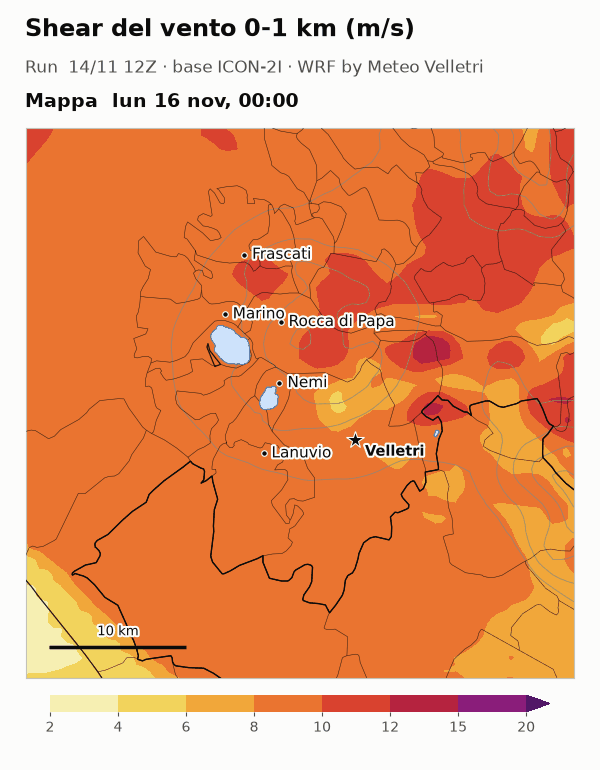 Shear del vento 0-1 km (m/s)
Run  14/11 12Z · base ICON-2I · WRF by Meteo Velletri
Mappa  lun 16 nov, 00:00
Frascati
Marino
Rocca di Papa
Nemi
Lanuvio
Velletri
10 km
2 4 6 8 10 12 15 20